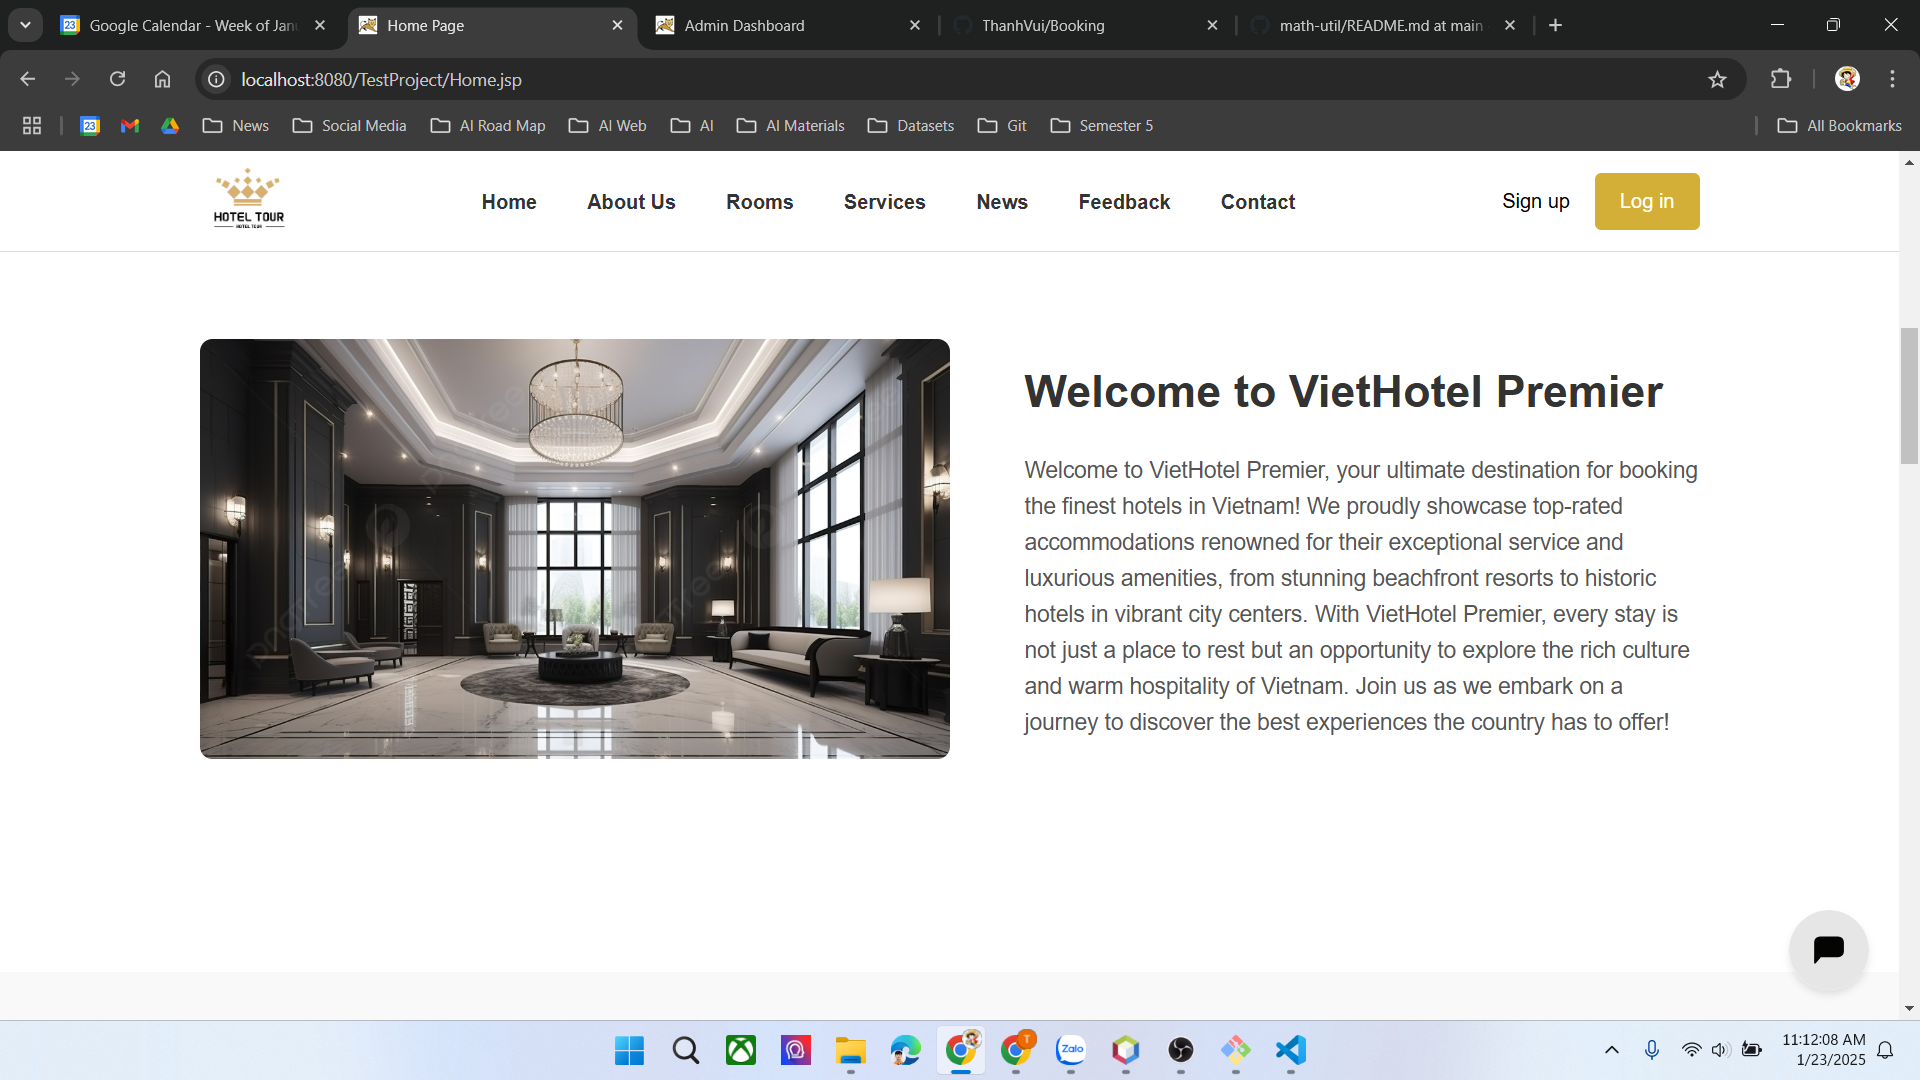 Google Calendar - Week of Jan
Home Page
Admin Dashboard
ThanhVui/Booking
math-util/README.md at main
localhost:8080/TestProject/Home.jsp
23
News
Social Media
AI Road Map
AI Web
AI
AI Materials
Datasets
Git
Semester 5
All Bookmarks
HOTEL TOUR
HOTEL TOUR
Home
About Us
Rooms
Services
News
Feedback
Contact
Sign up
Log in
Welcome to VietHotel Premier
Welcome to VietHotel Premier, your ultimate destination for booking
the finest hotels in Vietnam! We proudly showcase top-rated
accommodations renowned for their exceptional service and
luxurious amenities, from stunning beachfront resorts to historic
hotels in vibrant city centers. With VietHotel Premier, every stay is
not just a place to rest but an opportunity to explore the rich culture
and warm hospitality of Vietnam. Join us as we embark on a
journey to discover the best experiences the country has to offer!
T
Zalo
11:12:08 AM
1/23/2025